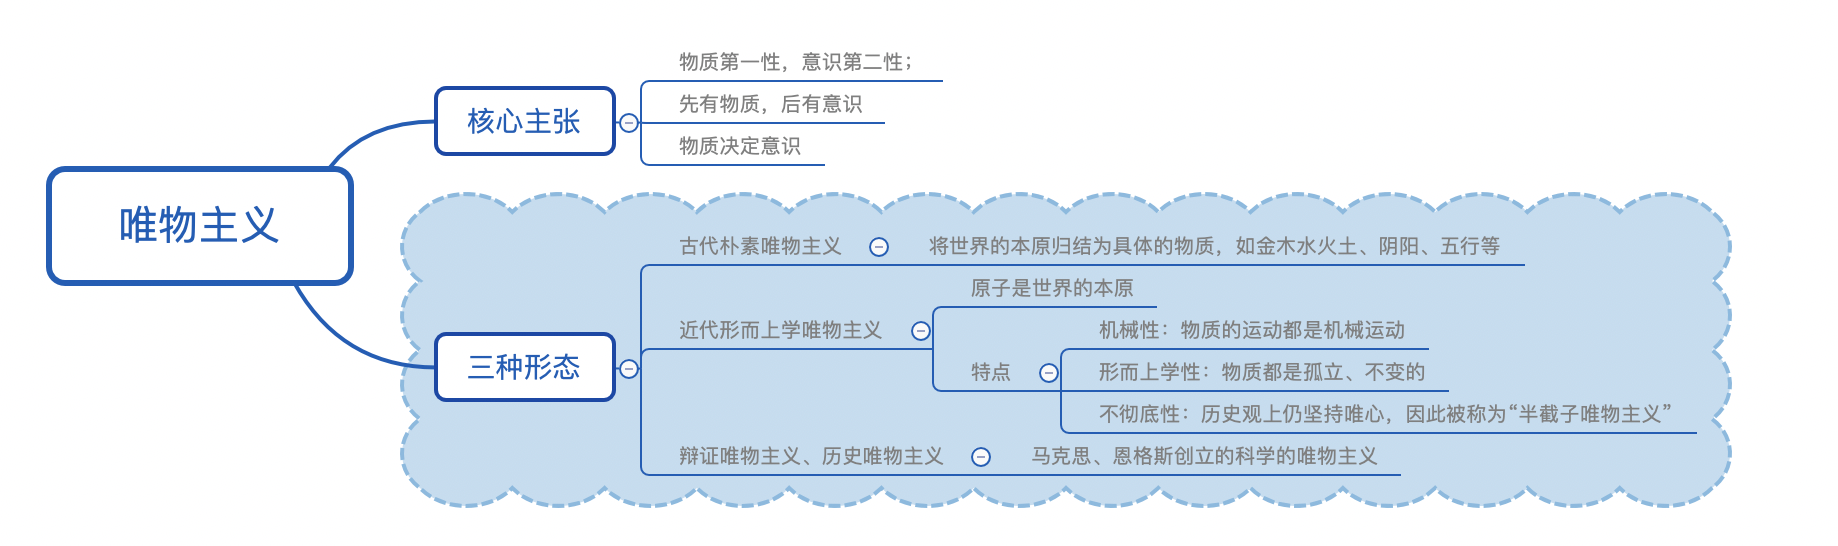 唯物主义
核心主张
物质第一性，意识第二性；
先有物质，后有意识
物质决定意识
三种形态
古代朴素唯物主义
将世界的本原归结为具体的物质，如金木水火土、阴阳、五行等
近代形而上学唯物主义
原子是世界的本原
特点
机械性：物质的运动都是机械运动
形而上学性：物质都是孤立、不变的
不彻底性：历史观上仍坚持唯心，因此被称为“半截子唯物主义”
辩证唯物主义、历史唯物主义
马克思、恩格斯创立的科学的唯物主义